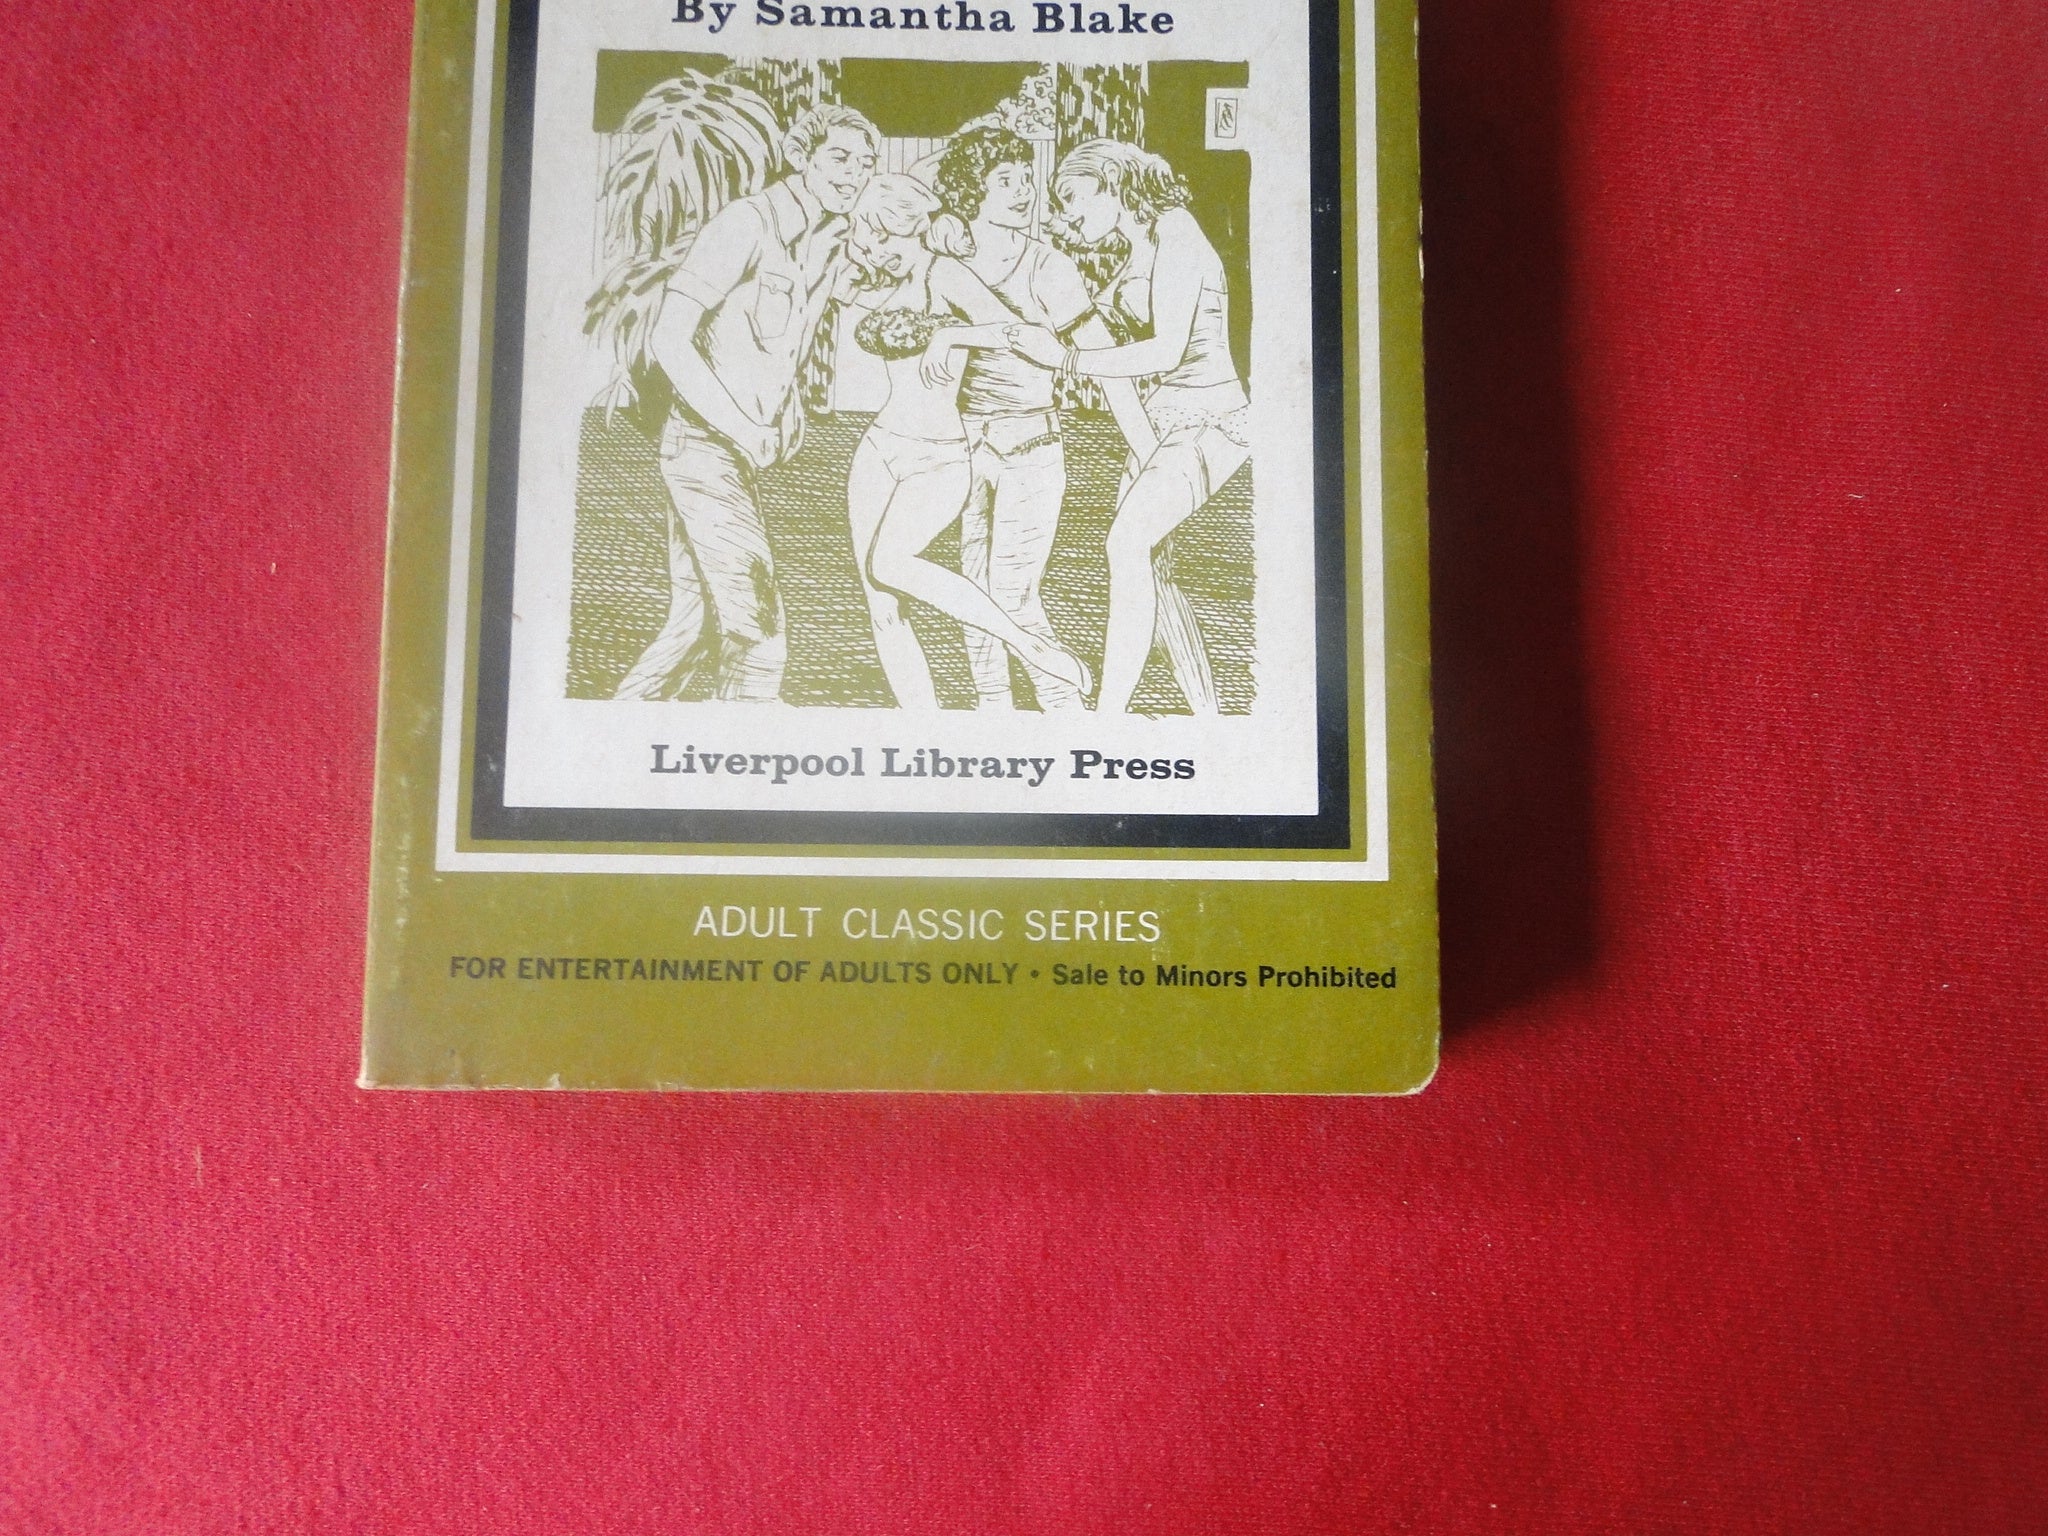 By Samantha Blake
Liverpool Library Press
ADULT CLASSIC SERIES
FOR ENTERTAINMENT OF ADULTS ONLY • Sale to Minors Prohibited